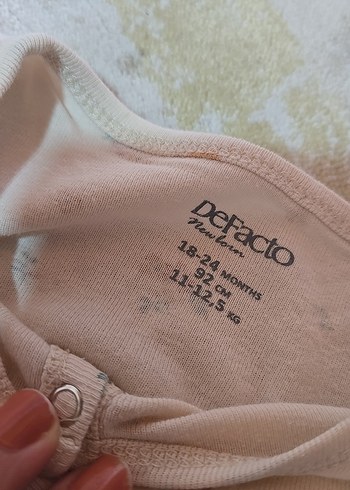 DeFacto
Newborn
18-24 MONTHS
92 CM
11-12,5 KG